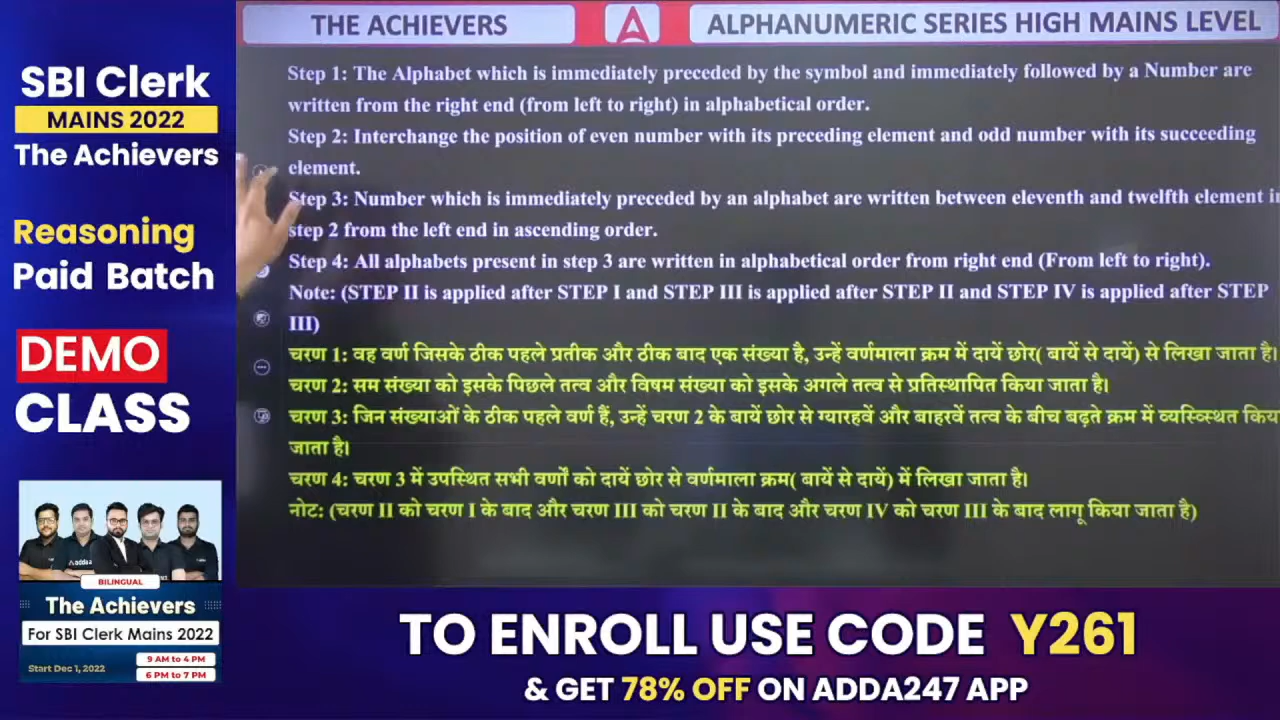 SBI Clerk
MAINS 2022
The Achievers
Reasoning
Paid Batch
DEMO
CLASS
BILINGUAL
The Achievers
For SBI Clerk Mains 2022
Start Dec 1, 2022
9 AM to 4 PM
6 PM to 7 PM
THE ACHIEVERS
ALPHANUMERIC SERIES HIGH MAINS LEVEL
Step 1: The Alphabet which is immediately preceded by the symbol and immediately followed by a Number are
written from the right end (from left to right) in alphabetical order.
Step 2: Interchange the position of even number with its preceding element and odd number with its succeeding
element.
Step 3: Number which is immediately preceded by an alphabet are written between eleventh and twelfth element in
step 2 from the left end in ascending order.
Step 4: All alphabets present in step 3 are written in alphabetical order from right end (From left to right).
Note: (STEP II is applied after STEP I and STEP III is applied after STEP II and STEP IV is applied after STEP
III)
चरण 1: वह वर्ण जिसके ठीक पहले प्रतीक और ठीक बाद एक संख्या है, उन्हें वर्णमाला क्रम में दायें छोर( बायें से दायें) से लिखा जाता है।
चरण 2: सम संख्या को इसके पिछले तत्व और विषम संख्या को इसके अगले तत्व से प्रतिस्थापित किया जाता है।
चरण 3: जिन संख्याओं के ठीक पहले वर्ण हैं, उन्हें चरण 2 के बायें छोर से ग्यारहवें और बाहरवें तत्व के बीच बढ़ते क्रम में किय
जाता है।
चरण 4: चरण 3 में उपस्थित सभी वर्णों को दायें छोर से वर्णमाला क्रम( बायें से दायें) में लिखा जाता है।
नोट: (चरण II को चरण I के बाद और चरण III को चरण II के बाद और चरण IV को चरण III के बाद लागू किया जाता है)
TO ENROLL USE CODE Y261
& GET 78% OFF ON ADDA247 APP